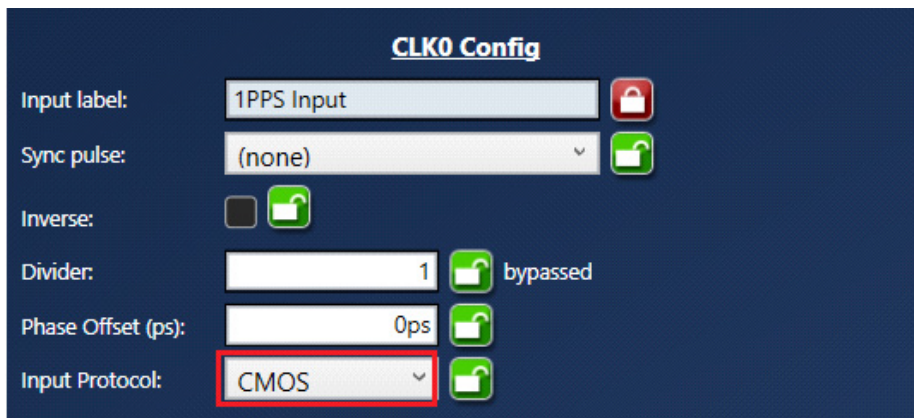 CLK0 Config
Input label: 1PPS Input
Sync pulse: (none)
Inverse:
Divider: 1 bypassed
Phase Offset (ps): 0ps
Input Protocol: CMOS